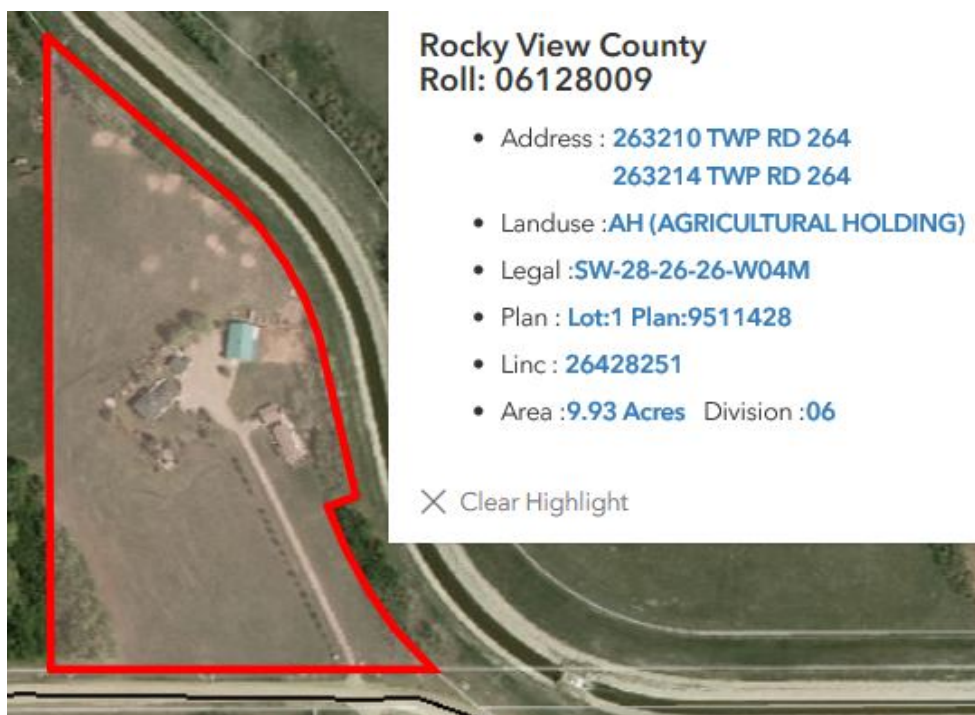 Rocky View County
Roll: 06128009
• Address : 263210 TWP RD 264
263214 TWP RD 264
• Landuse :AH (AGRICULTURAL HOLDING)
• Legal :SW-28-26-26-W04M
• Plan : Lot:1 Plan:9511428
• Linc : 26428251
• Area :9.93 Acres Division :06
Clear Highlight